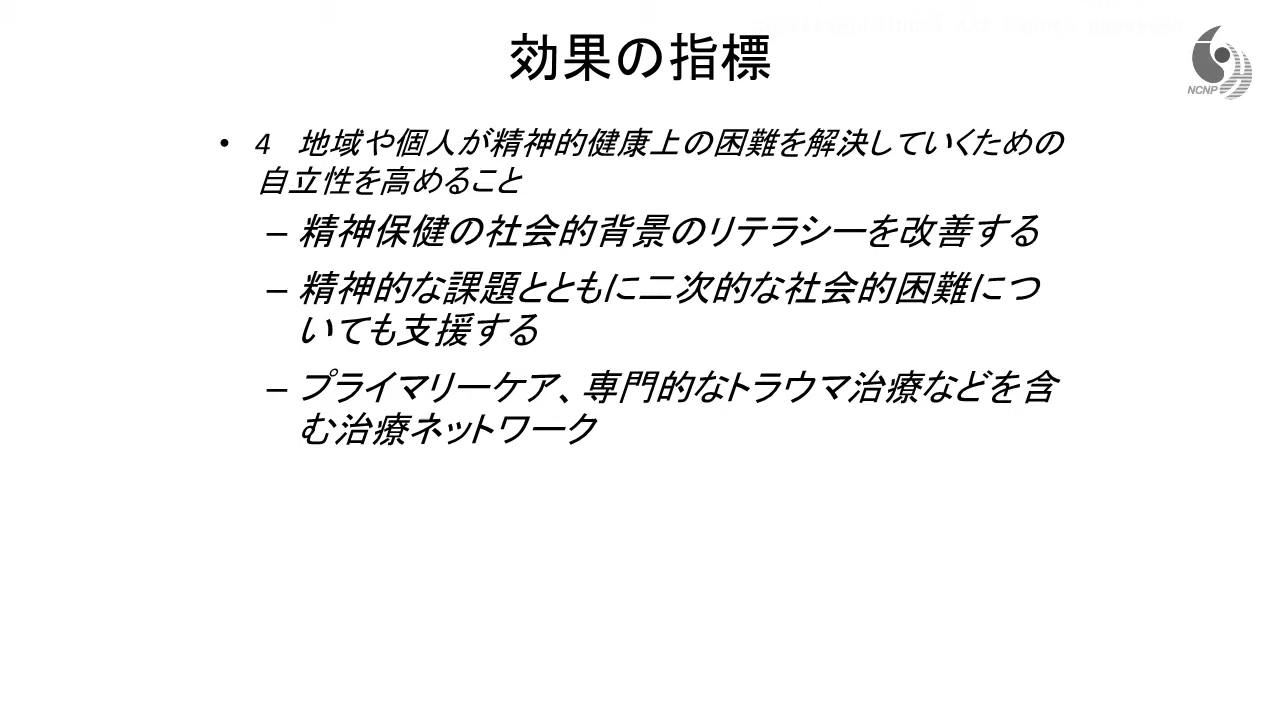 効果の指標
NCNP
• 4　地域や個人が精神的健康上の困難を解決していくための
自立性を高めること
– 精神保健の社会的背景のリテラシーを改善する
– 精神的な課題とともに二次的な社会的困難につ
いても支援する
– プライマリーケア、専門的なトラウマ治療などを含
む治療ネットワーク